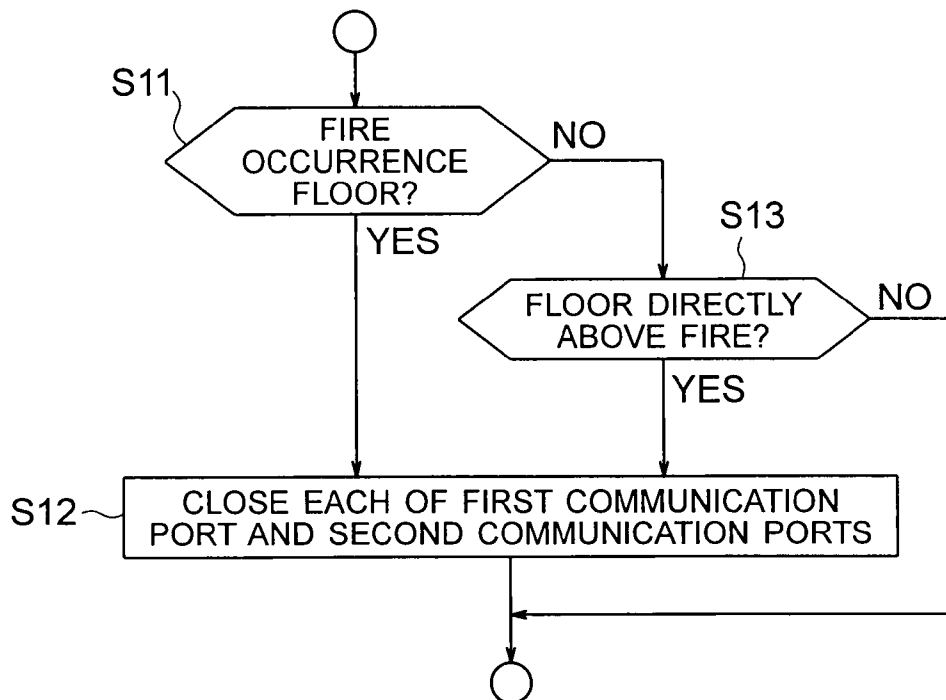 S11
FIRE
OCCURRENCE
FLOOR?
NO
YES
S13
FLOOR DIRECTLY
ABOVE FIRE?
NO
YES
S12
CLOSE EACH OF FIRST COMMUNICATION
PORT AND SECOND COMMUNICATION PORTS